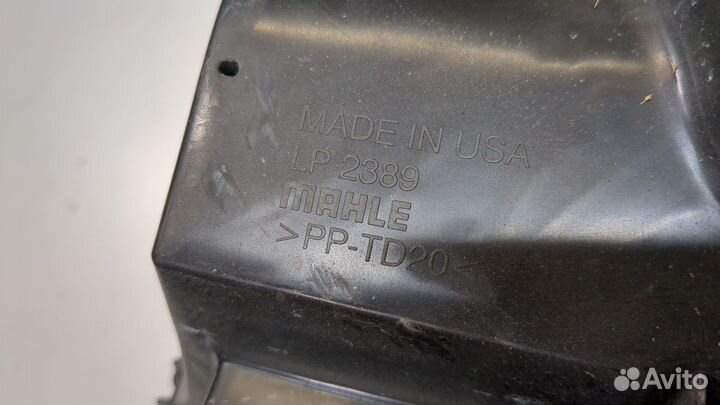 MADE IN USA
LP 2389
MAHLE
>PP-TD20<
Avito